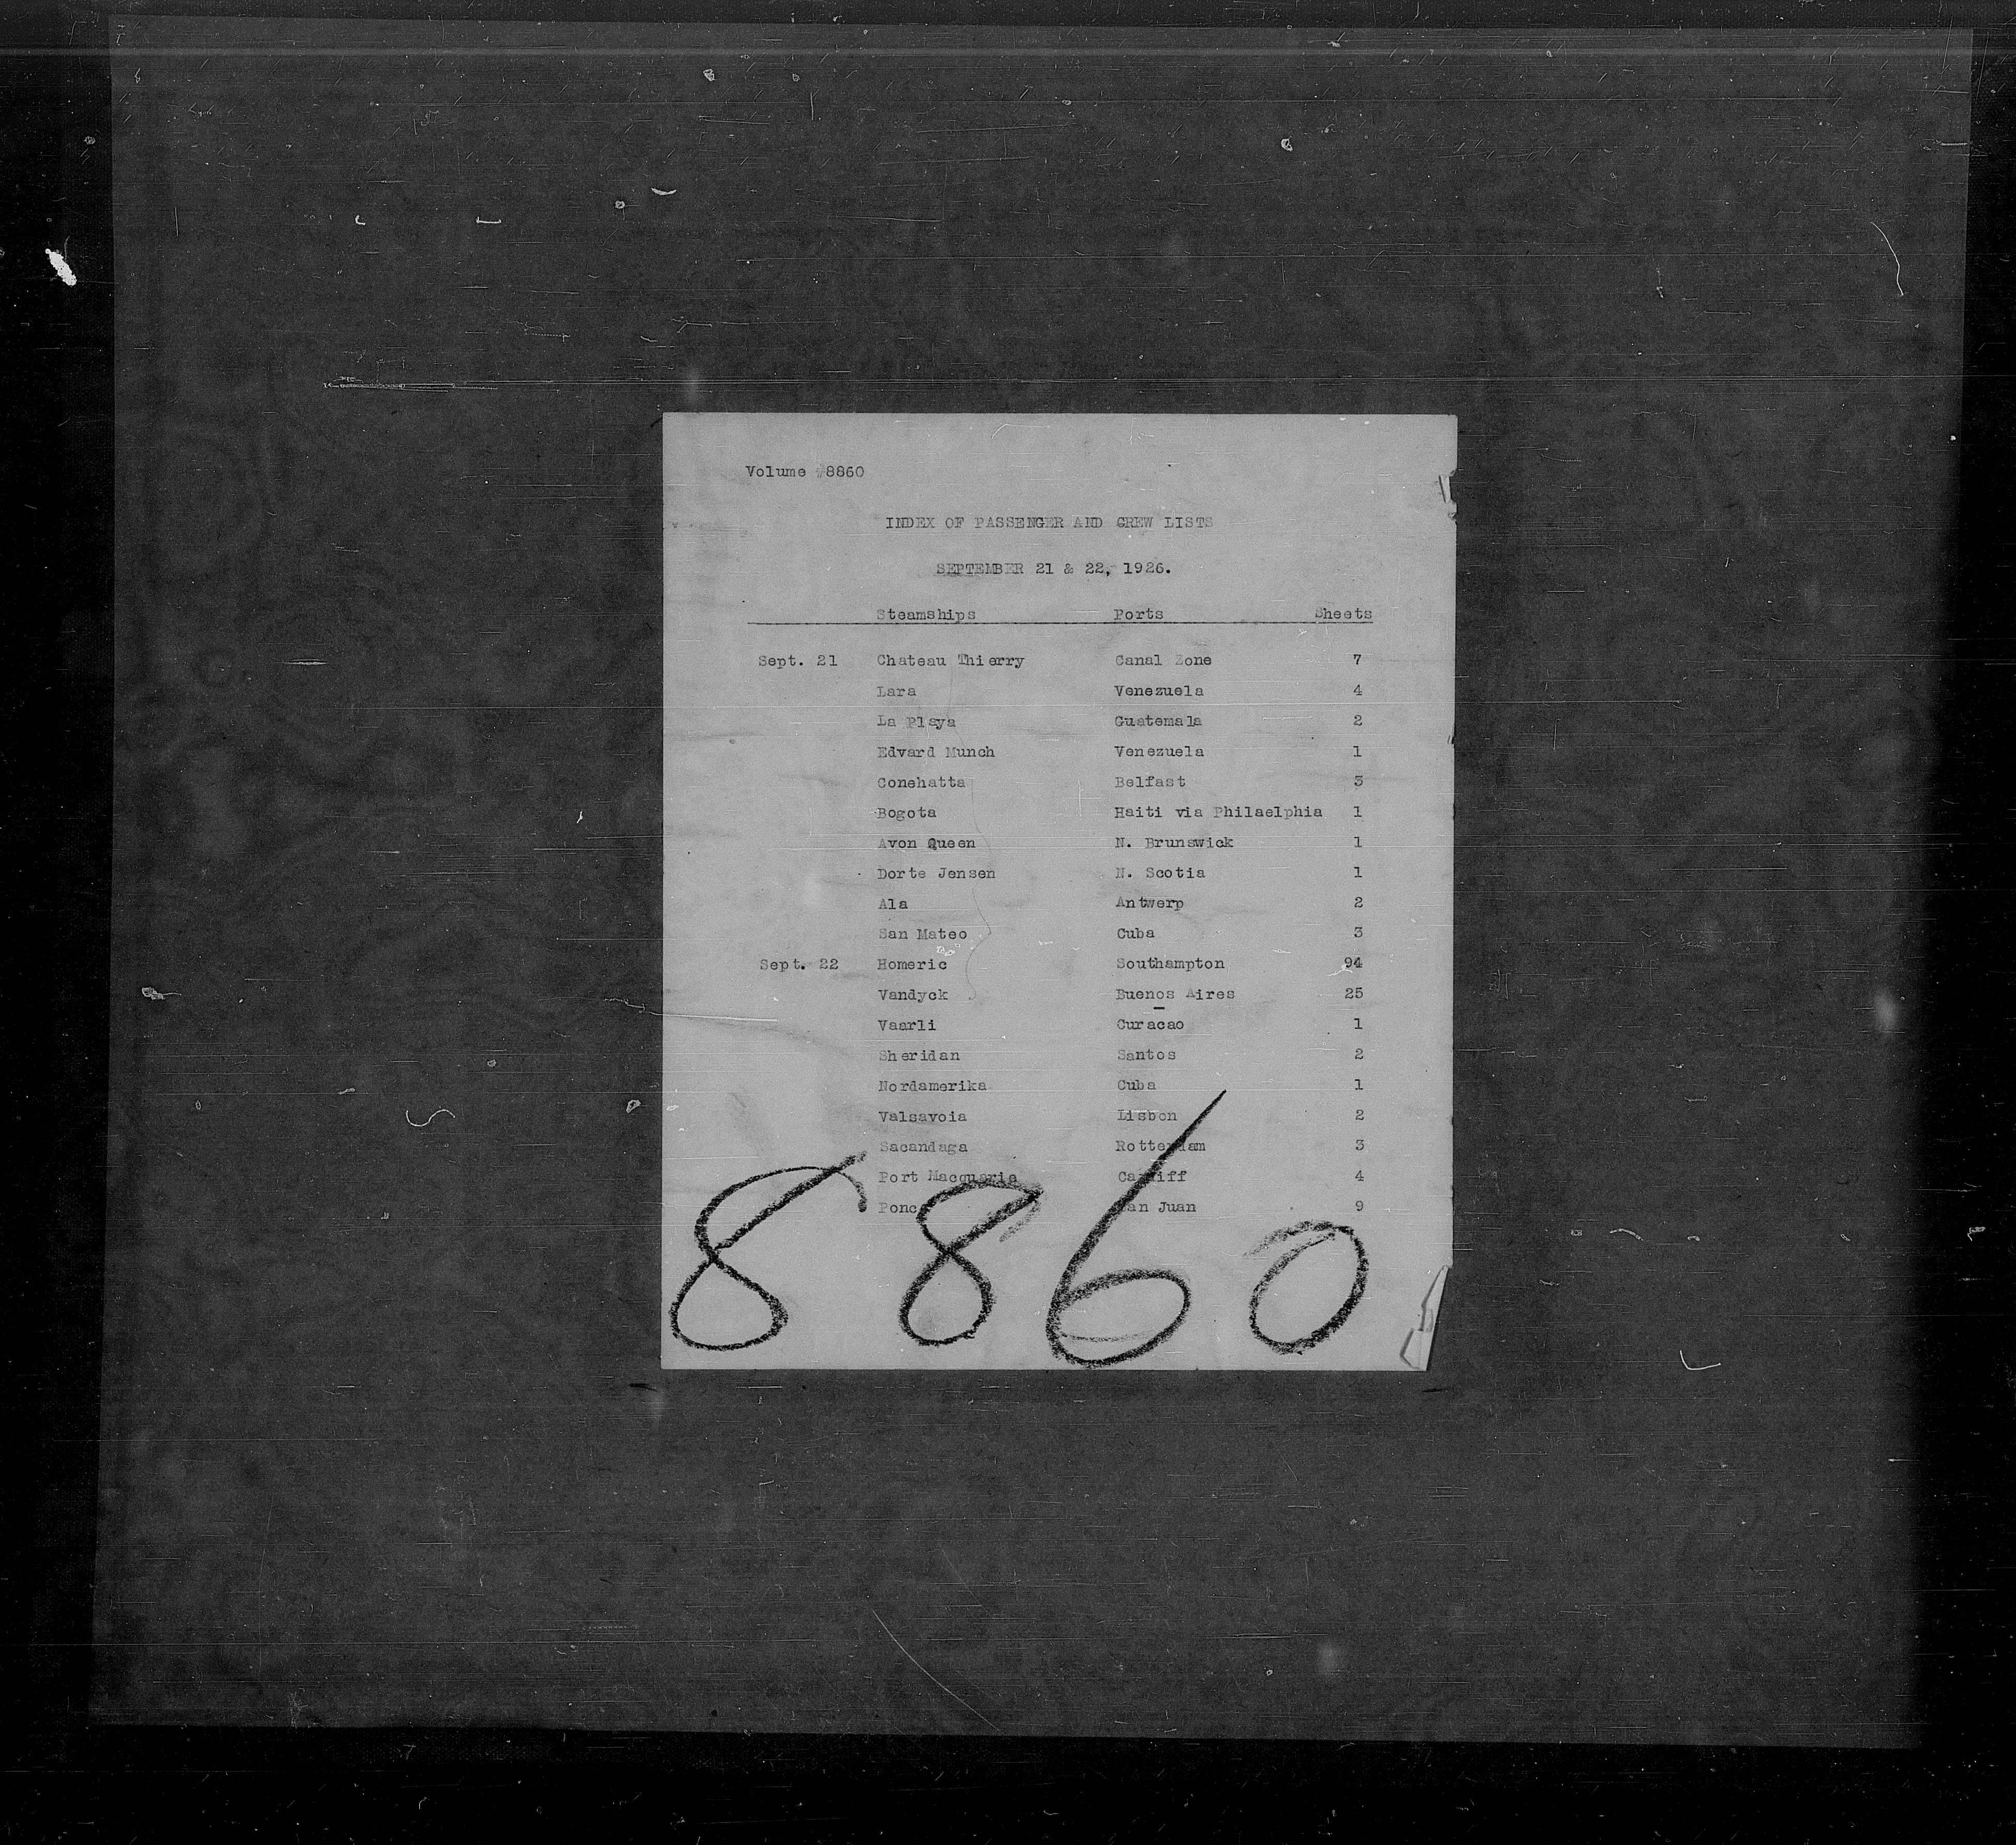 Volume #8860
INDEX OF PASSENGER AND CREW LISTS
SEPTEMBER 21 & 22, 1926.
Steamships Ports Sheets
Sept. 21 Chateau Thierry Canal Zone 7
Lara Venezuela 4
La Playa Guatemala 2
Edvard Munch Venezuela 1
Conehatta Belfast 3
Bogota Haiti via Philaelphia 1
Avon Queen N. Brunswick 1
Dorte Jensen N. Scotia 1
Ala Antwerp 2
San Mateo Cuba 3
Sept. 22 Homeric Southampton 94
Vandyck Buenos Aires 25
Vaarli Curacao 1
Sheridan Santos 2
Nordamerika Cuba 1
Valsavoia Lisbon 2
Sacandaga Rotterdam 3
Port Macquarie Cardiff 4
Ponce San Juan 9
8860